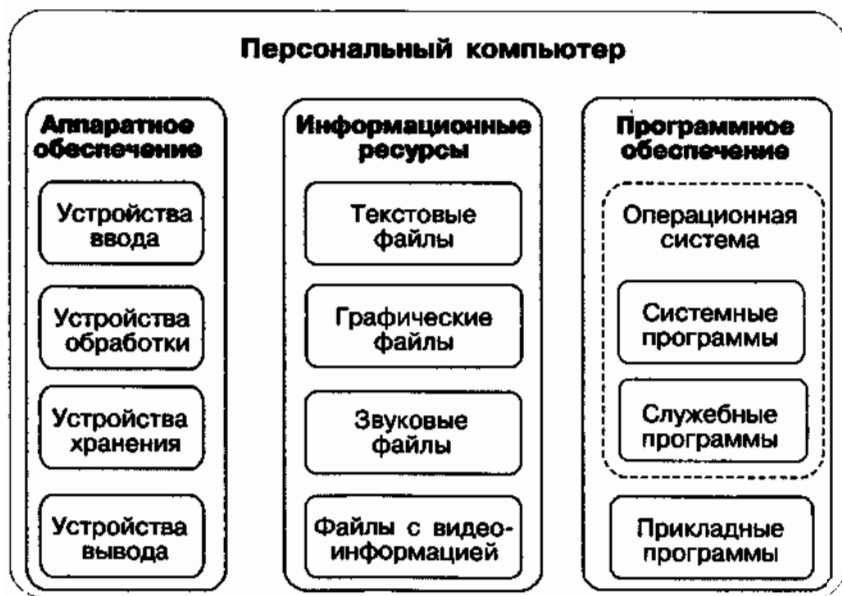 Персональный компьютер
Аппаратное
обеспечение
Устройства
ввода
Устройства
обработки
Устройства
хранения
Устройства
вывода
Информационные
ресурсы
Текстовые
файлы
Графические
файлы
Звуковые
файлы
Файлы с видео-
информацией
Программное
обеспечение
Операционная
система
Системные
программы
Служебные
программы
Прикладные
программы